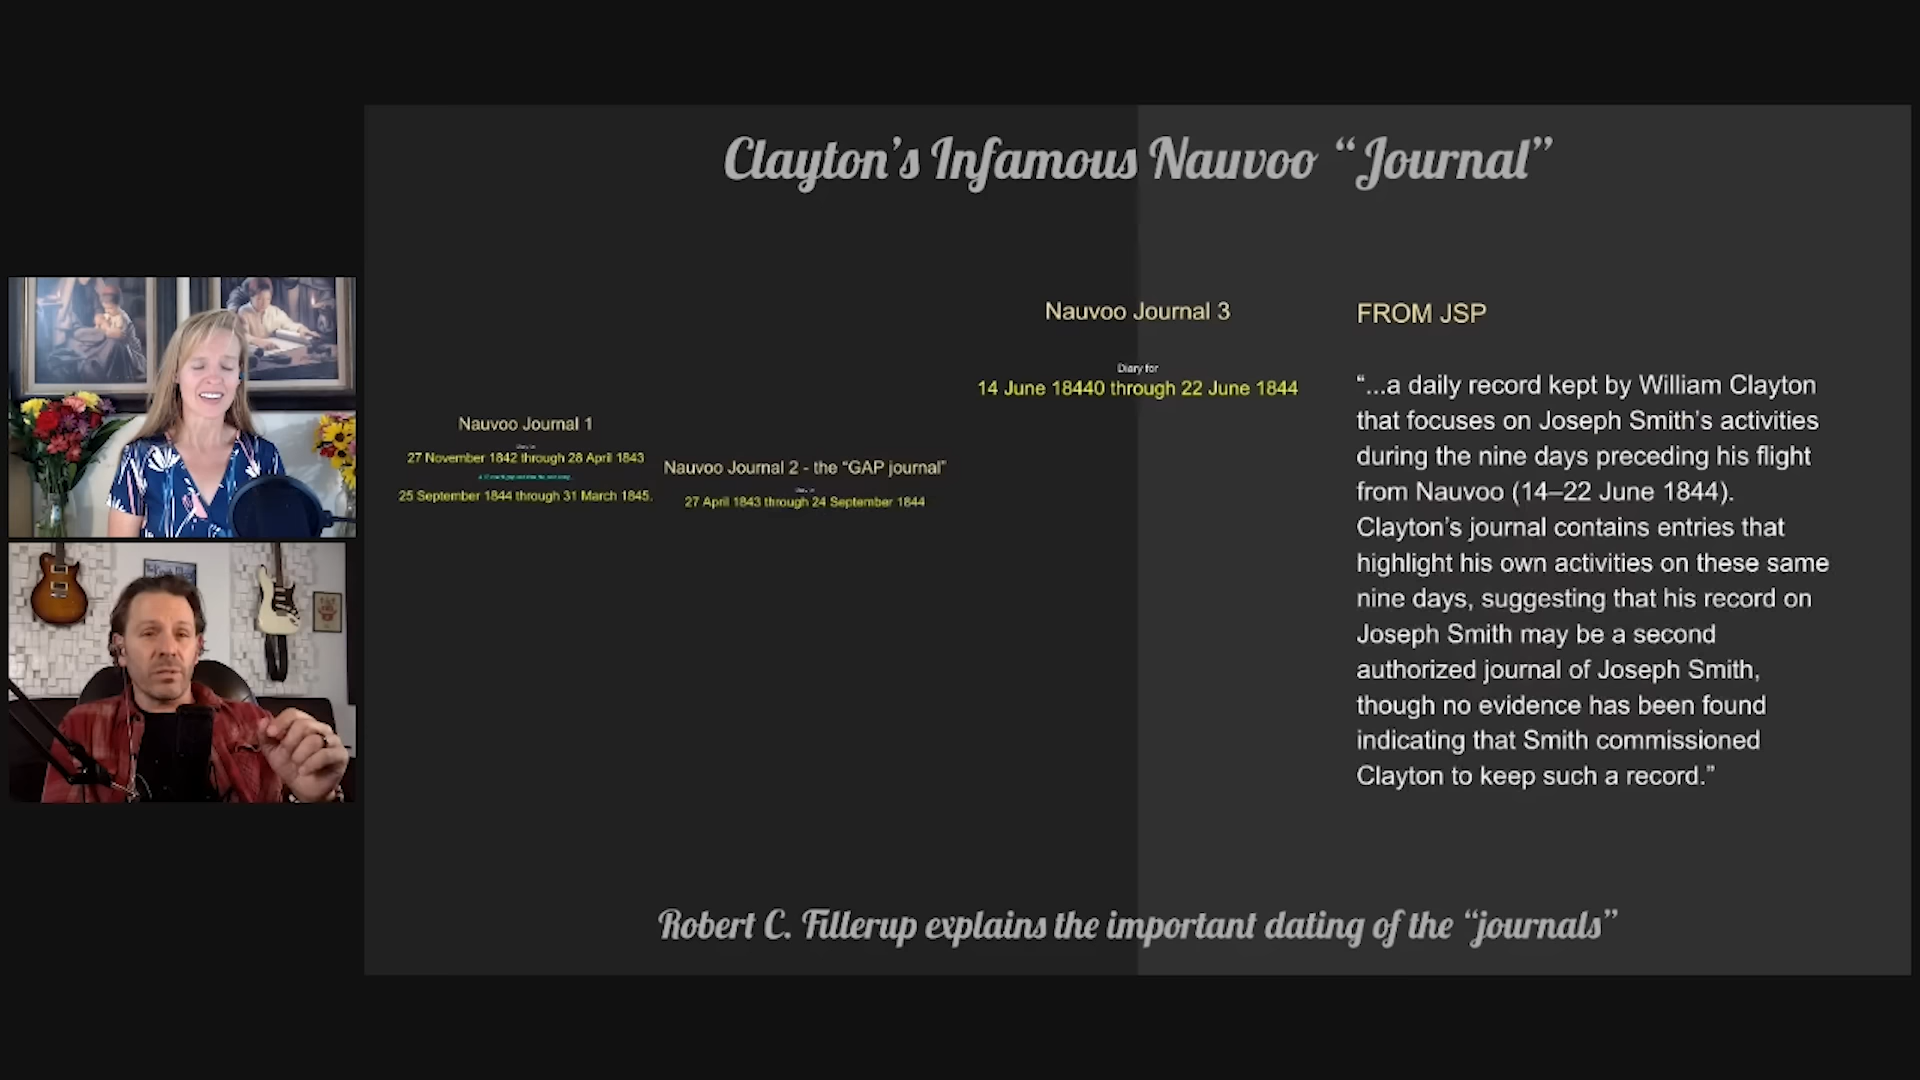 Clayton's Infamous Nauvoo “Journal”
Nauvoo Journal 1
27 November 1842 through 28 April 1843
25 September 1844 through 31 March 1845.
Nauvoo Journal 2 - the “GAP journal”
27 April 1843 through 24 September 1844
Nauvoo Journal 3
Diary for
14 June 18440 through 22 June 1844
FROM JSP
“...a daily record kept by William Clayton
that focuses on Joseph Smith’s activities
during the nine days preceding his flight
from Nauvoo (14–22 June 1844).
Clayton’s journal contains entries that
highlight his own activities on these same
nine days, suggesting that his record on
Joseph Smith may be a second
authorized journal of Joseph Smith,
though no evidence has been found
indicating that Smith commissioned
Clayton to keep such a record.”
Robert C. Fillerup explains the important dating of the “journals”